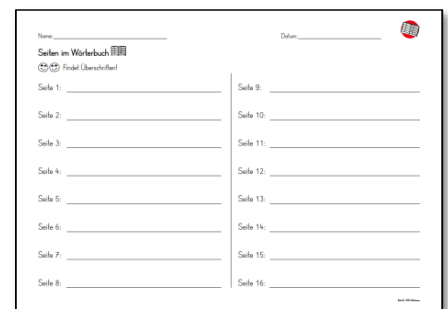 Name: Datum:
Seiten im Wörterbuch
Findet Überschriften!
Seite 1:
Seite 2:
Seite 3:
Seite 4:
Seite 5:
Seite 6:
Seite 7:
Seite 8:
Seite 9:
Seite 10:
Seite 11:
Seite 12:
Seite 13:
Seite 14:
Seite 15:
Seite 16: